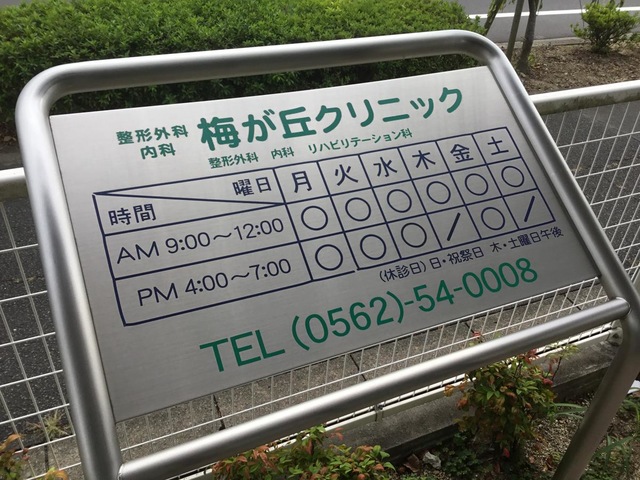 整形外科
内科
梅が丘クリニック
整形外科 内科 リハビリテーション科
曜日 月 火 水 木 金 土
時間
AM 9:00～12:00 ○ ○ ○ ○ ○ ○
PM 4:00～7:00 ○ ○ ○ / ○ /
(休診日) 日・祝祭日 木・土曜日午後
TEL (0562)-54-0008